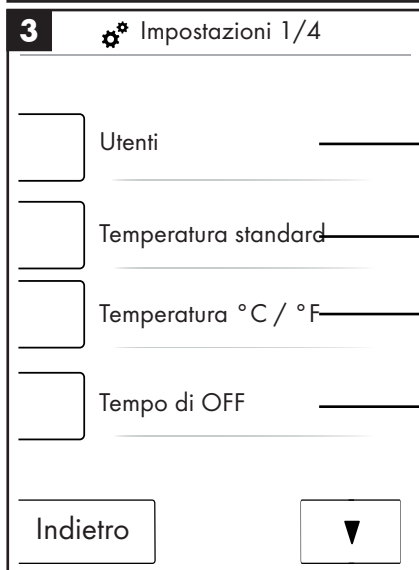 3
Impostazioni 1/4
Utenti
Temperatura standard
Temperatura °C / °F
Tempo di OFF
Indietro